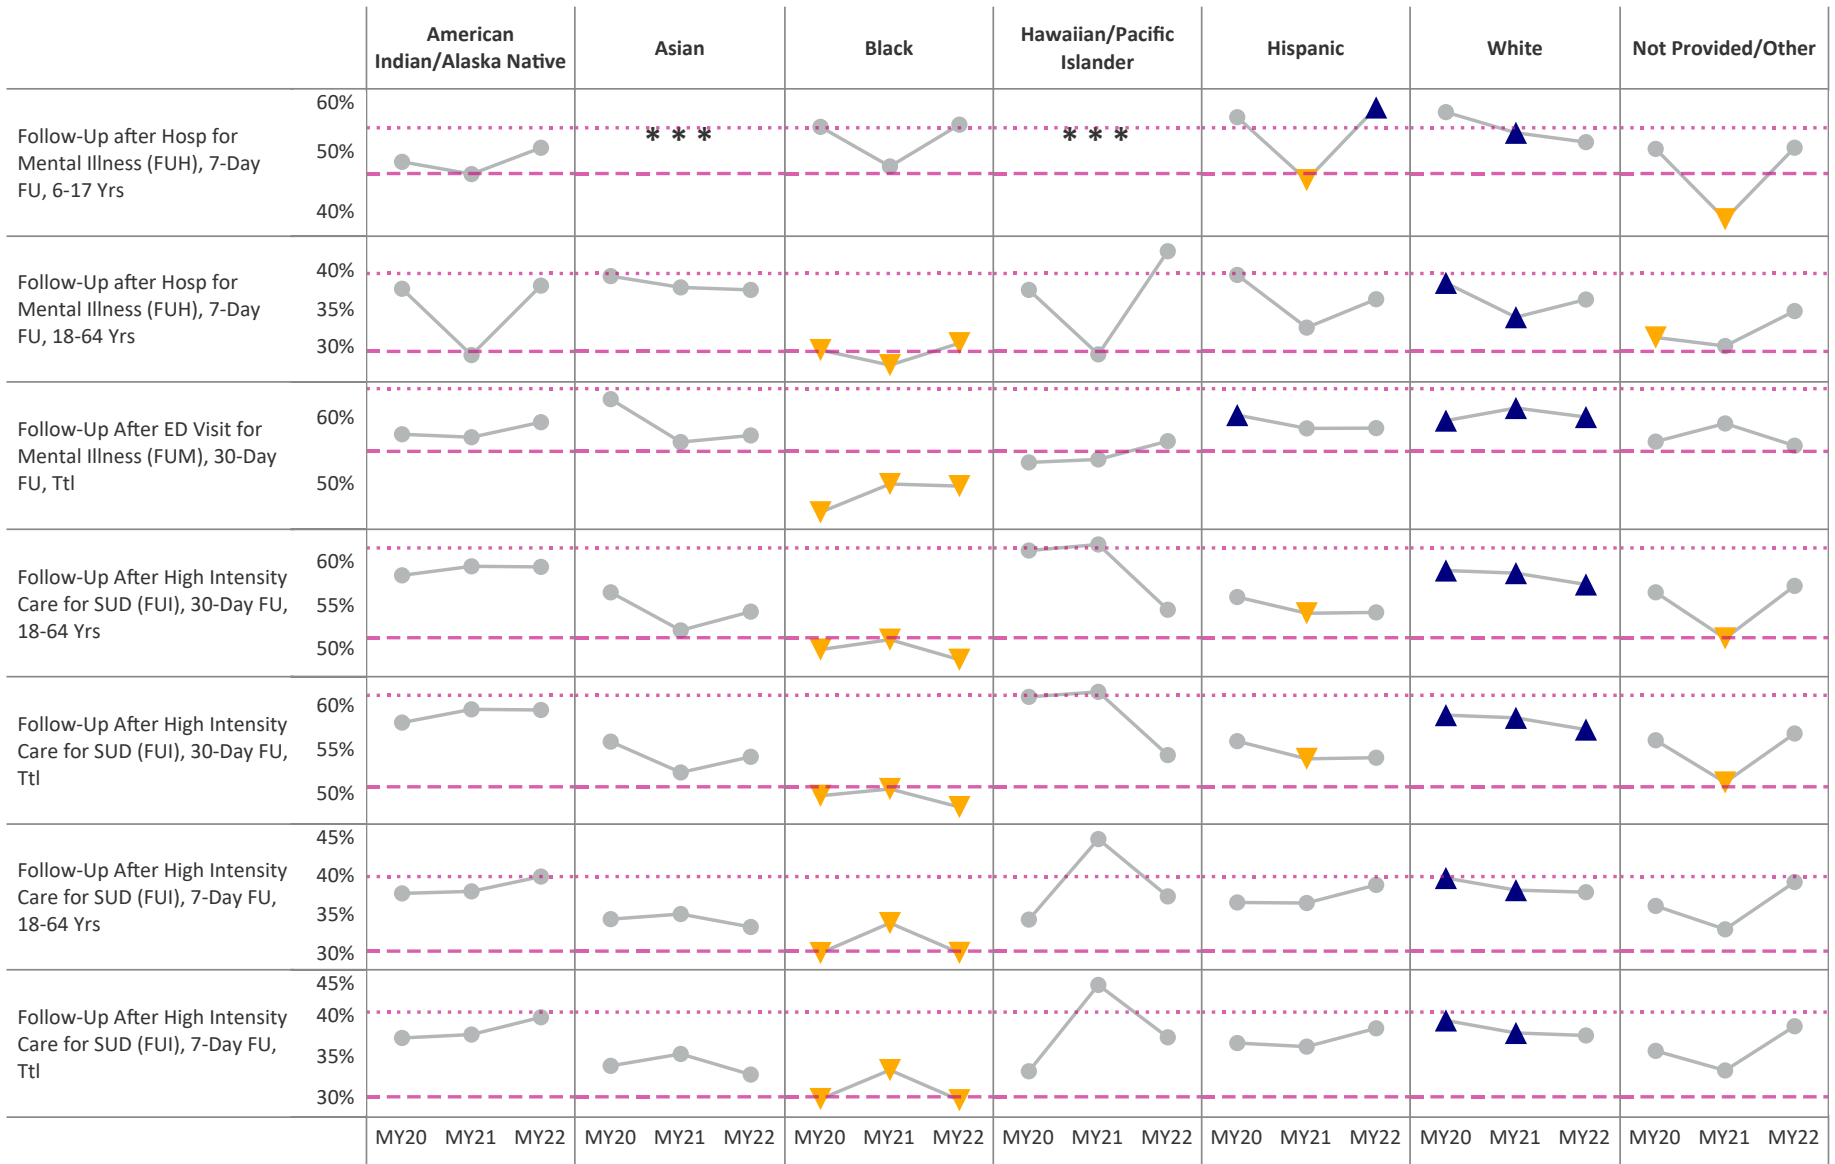 American
Indian/Alaska Native
Asian
Black
Hawaiian/Pacific
Islander
Hispanic
White
Not Provided/Other
Follow-Up after Hosp for
Mental Illness (FUH), 7-Day
FU, 6-17 Yrs
60%
50%
40%
* * *
* * *
Follow-Up after Hosp for
Mental Illness (FUH), 7-Day
FU, 18-64 Yrs
40%
35%
30%
Follow-Up After ED Visit for
Mental Illness (FUM), 30-Day
FU, Ttl
60%
50%
Follow-Up After High Intensity
Care for SUD (FUI), 30-Day FU,
18-64 Yrs
60%
55%
50%
Follow-Up After High Intensity
Care for SUD (FUI), 30-Day FU,
Ttl
60%
55%
50%
Follow-Up After High Intensity
Care for SUD (FUI), 7-Day FU,
18-64 Yrs
45%
40%
35%
30%
Follow-Up After High Intensity
Care for SUD (FUI), 7-Day FU,
Ttl
45%
40%
35%
30%
MY20 MY21 MY22 MY20 MY21 MY22 MY20 MY21 MY22 MY20 MY21 MY22 MY20 MY21 MY22 MY20 MY21 MY22 MY20 MY21 MY22